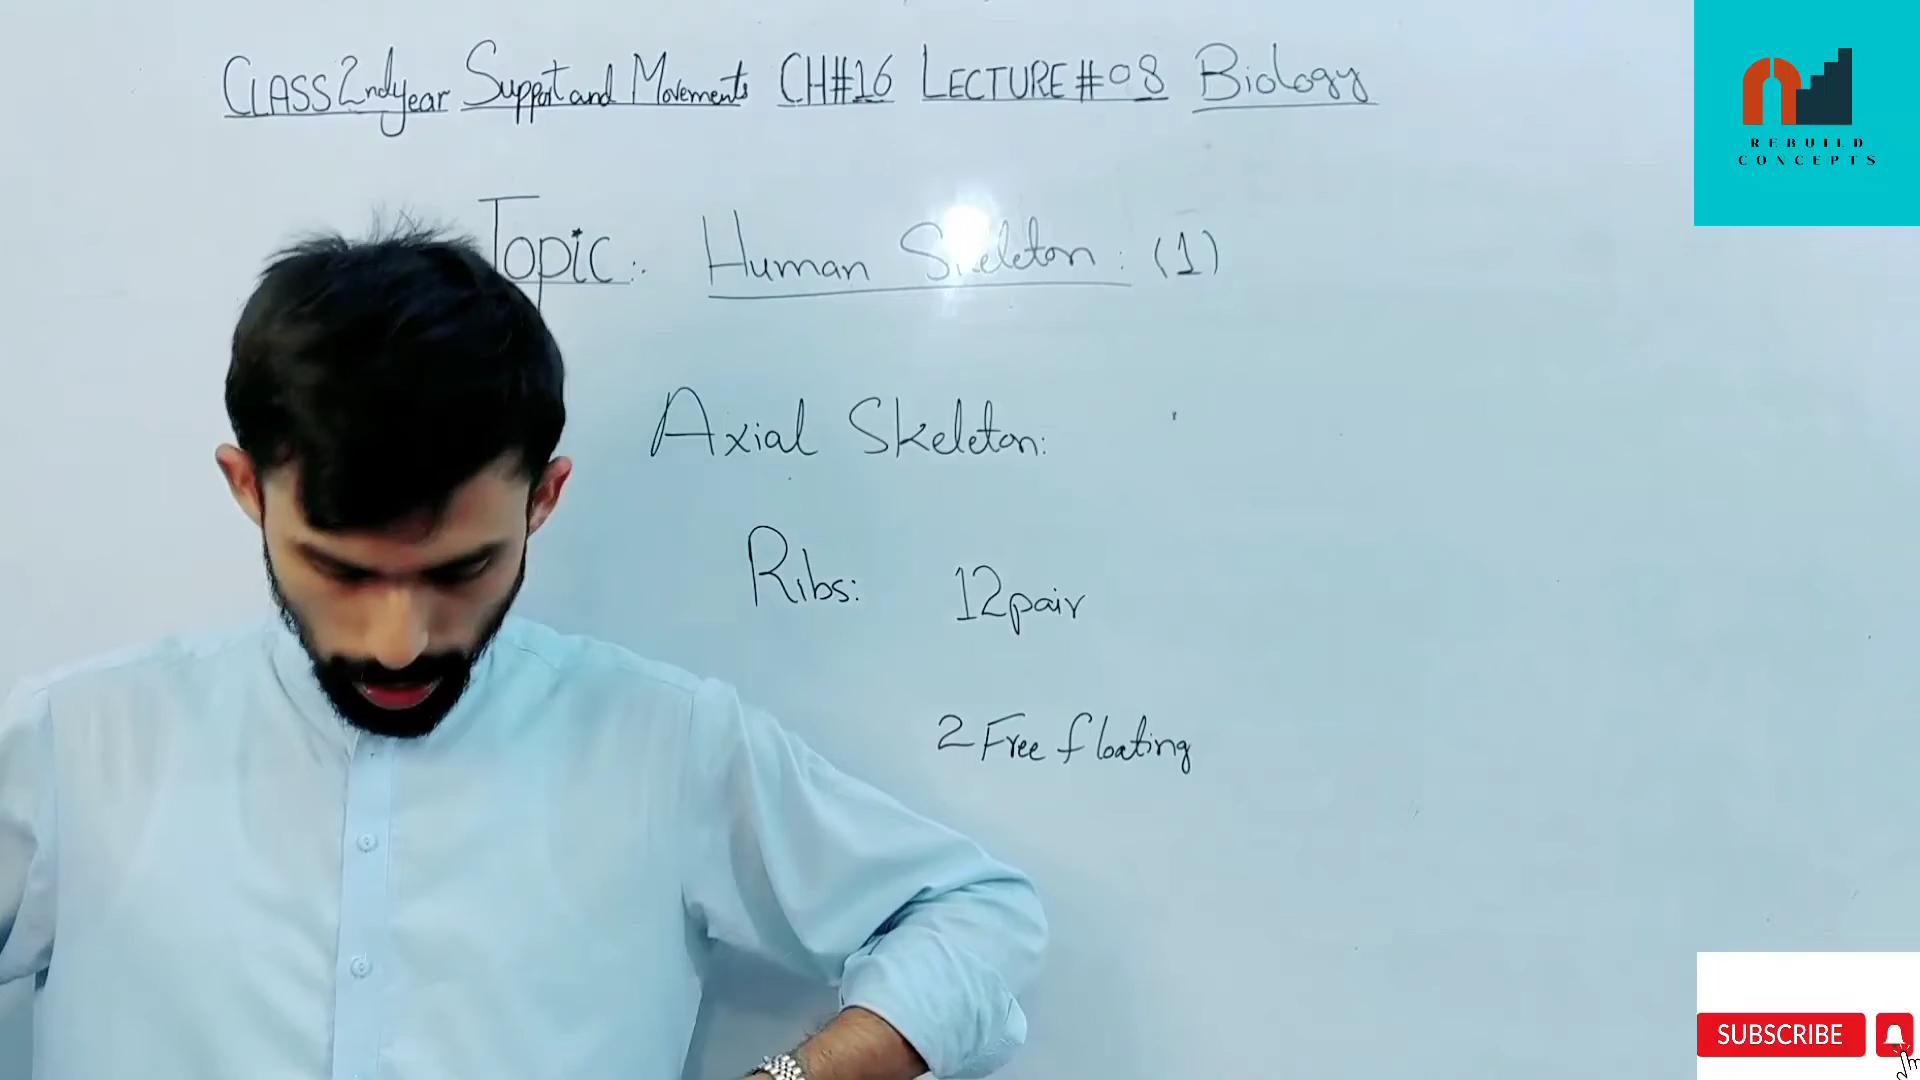 CLASS 2nd year Support and Movements CH#16 LECTURE #08 Biology
REBUILD
CONCEPTS
Topic: Human Skeleton: (1)
Axial Skeleton:
Ribs: 12 pair
2 Free floating
SUBSCRIBE